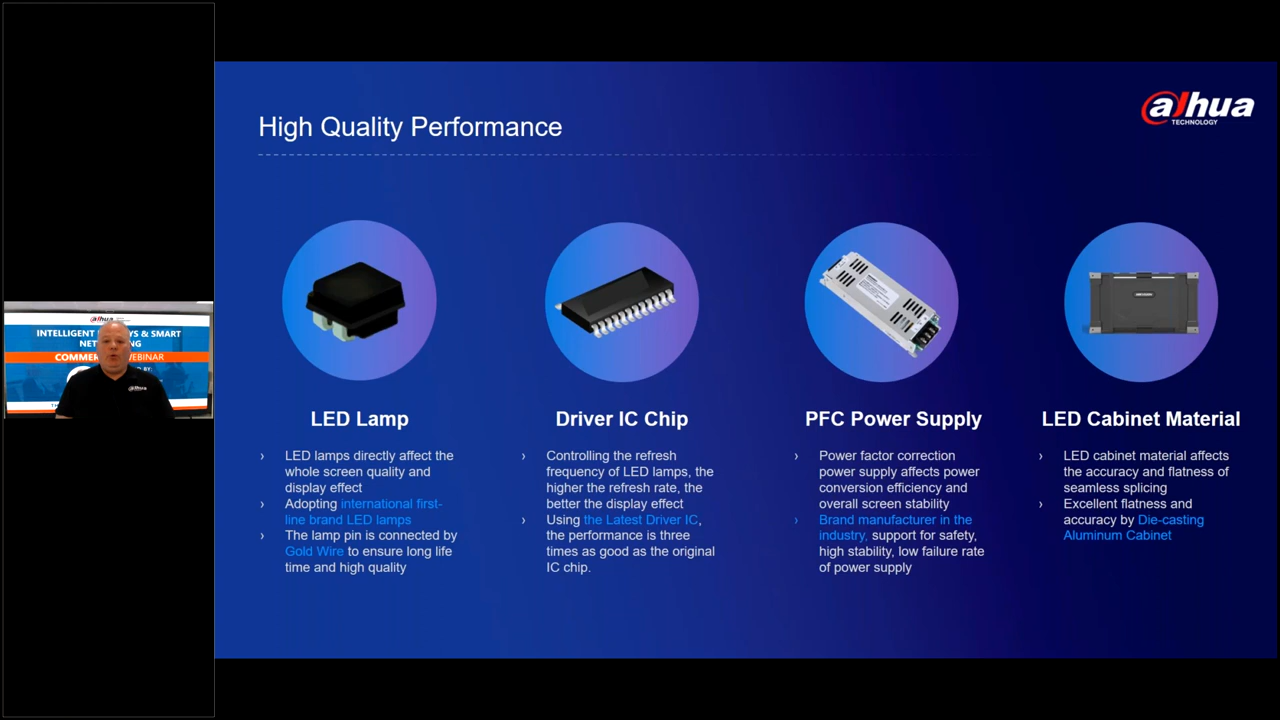 alhua
TECHNOLOGY
High Quality Performance
LED Lamp
› LED lamps directly affect the
whole screen quality and
display effect
› Adopting international first-
line brand LED lamps
› The lamp pin is connected by
Gold Wire to ensure long life
time and high quality
Driver IC Chip
› Controlling the refresh
frequency of LED lamps, the
higher the refresh rate, the
better the display effect
› Using the Latest Driver IC,
the performance is three
times as good as the original
IC chip.
PFC Power Supply
› Power factor correction
power supply affects power
conversion efficiency and
overall screen stability
› Brand manufacturer in the
industry, support for safety,
high stability, low failure rate
of power supply
LED Cabinet Material
› LED cabinet material affects
the accuracy and flatness of
seamless splicing
› Excellent flatness and
accuracy by Die-casting
Aluminum Cabinet
alhua
INTELLIGENT & SMART
COMMER WEBINAR
alhua